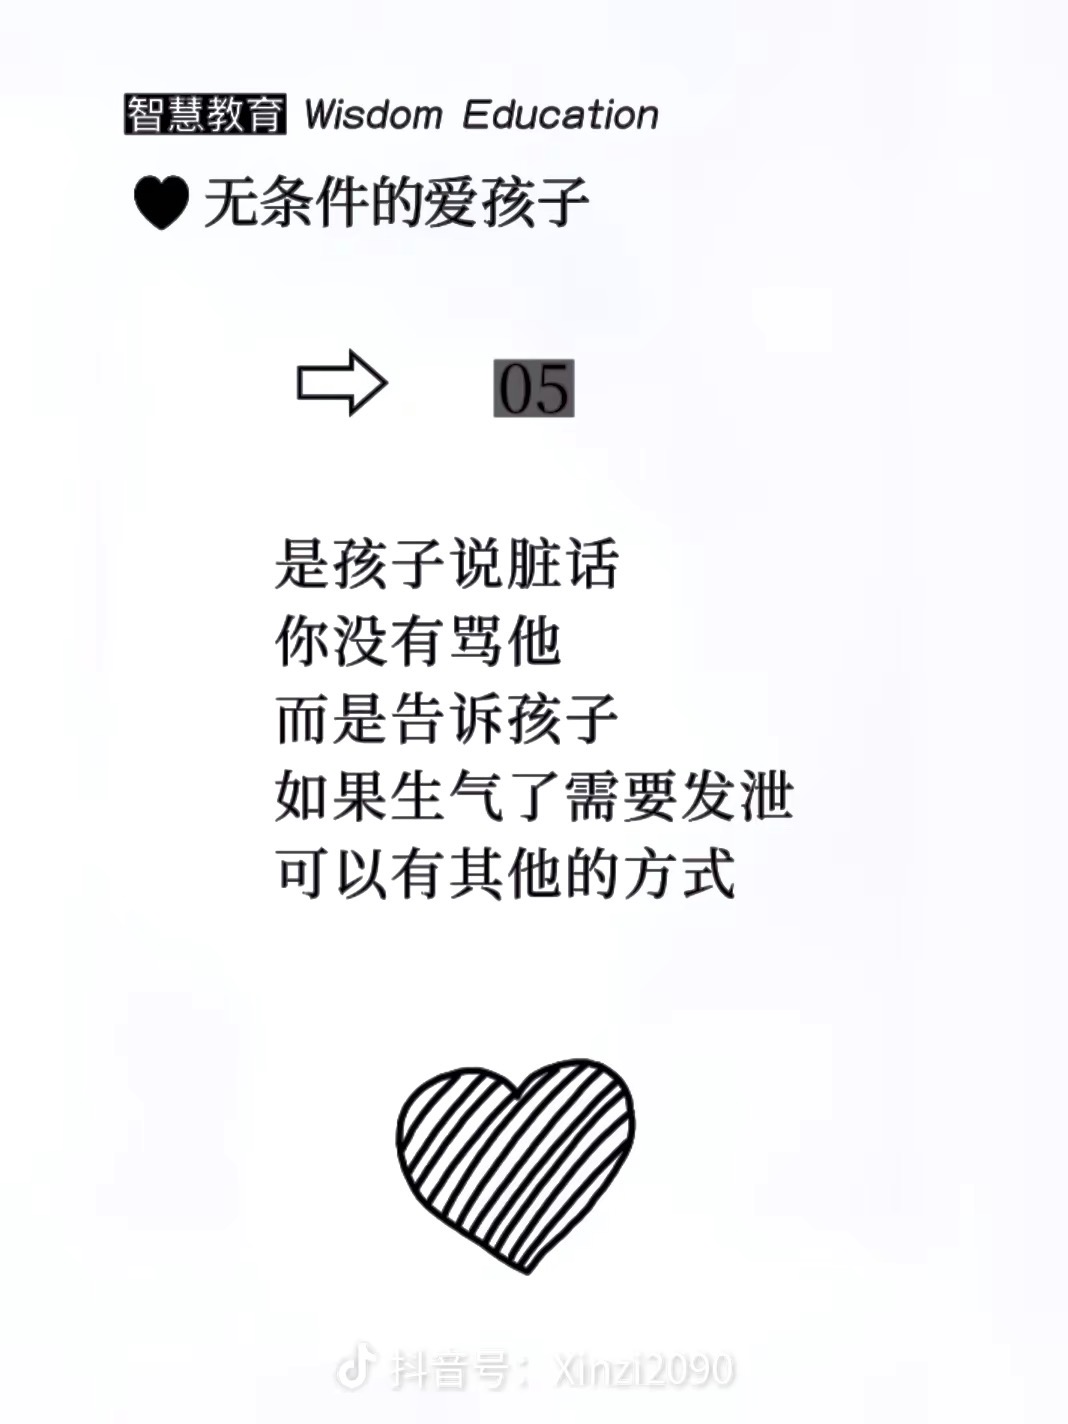 智慧教育 Wisdom Education
无条件的爱孩子
05
是孩子说脏话
你没有骂他
而是告诉孩子
如果生气了需要发泄
可以有其他的方式
抖音号：Xinzi2090